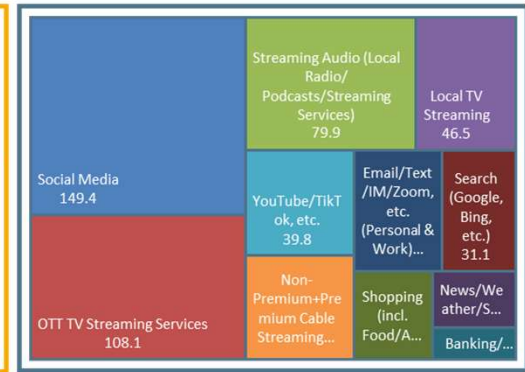 Social Media
149.4
OTT TV Streaming Services
108.1
Streaming Audio (Local
Radio/
Podcasts/Streaming
Services)
79.9
Local TV
Streaming
46.5
YouTube/TikT
ok, etc.
39.8
Email/Text
/IM/Zoom,
etc.
(Personal &
Work)...
Search
(Google,
Bing,
etc.)
31.1
Non-
Premium+Pre
mium Cable
Streaming...
Shopping
(incl.
Food/A...
News/We
ather/S...
Banking/...